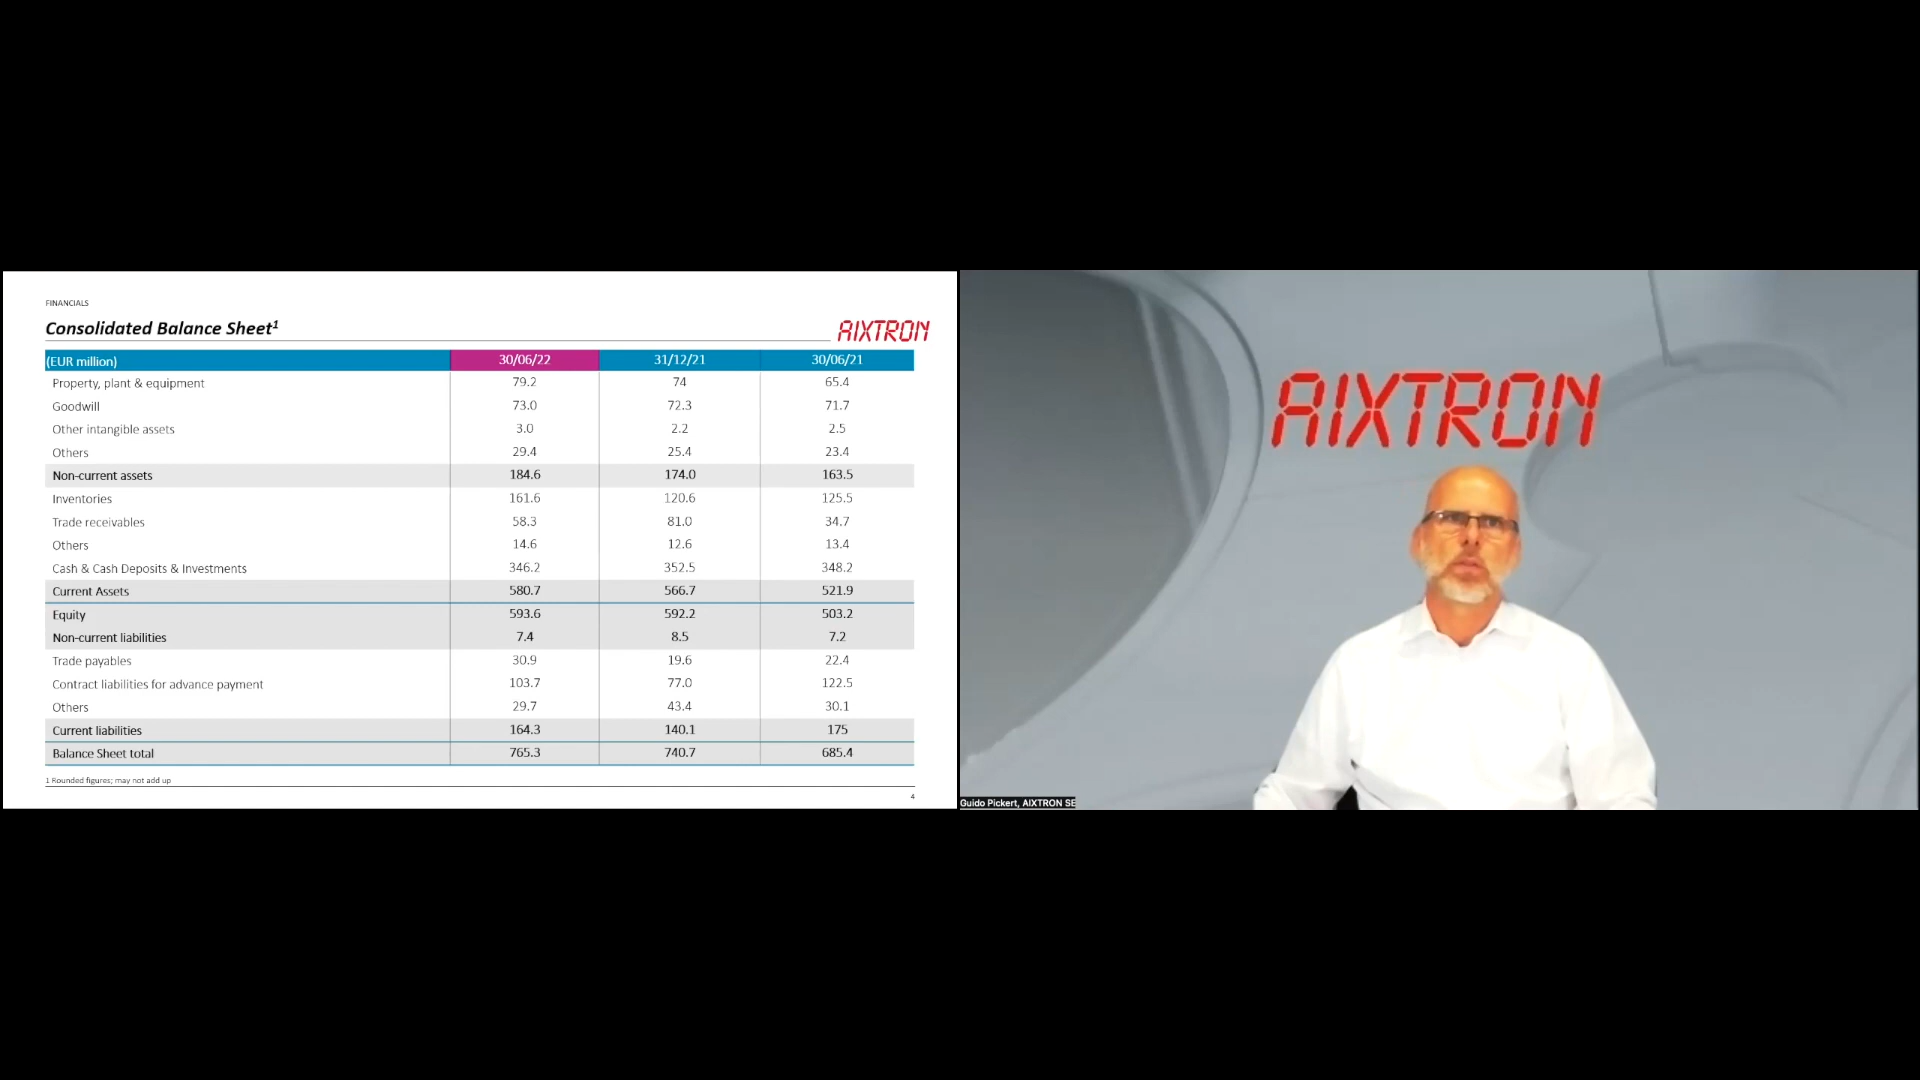 FINANCIALS
Consolidated Balance Sheet¹
AIXTRON
(EUR million) 30/06/22 31/12/21 30/06/21
Property, plant & equipment 79.2 74 65.4
Goodwill 73.0 72.3 71.7
Other intangible assets 3.0 2.2 2.5
Others 29.4 25.4 23.4
Non-current assets 184.6 174.0 163.5
Inventories 161.6 120.6 125.5
Trade receivables 58.3 81.0 34.7
Others 14.6 12.6 13.4
Cash & Cash Deposits & Investments 346.2 352.5 348.2
Current Assets 580.7 566.7 521.9
Equity 593.6 592.2 503.2
Non-current liabilities 7.4 8.5 7.2
Trade payables 30.9 19.6 22.4
Contract liabilities for advance payment 103.7 77.0 122.5
Others 29.7 43.4 30.1
Current liabilities 164.3 140.1 175
Balance Sheet total 765.3 740.7 685.4
1 Rounded figures; may not add up
4
AIXTRON
Guido Pickert, AIXTRON SE